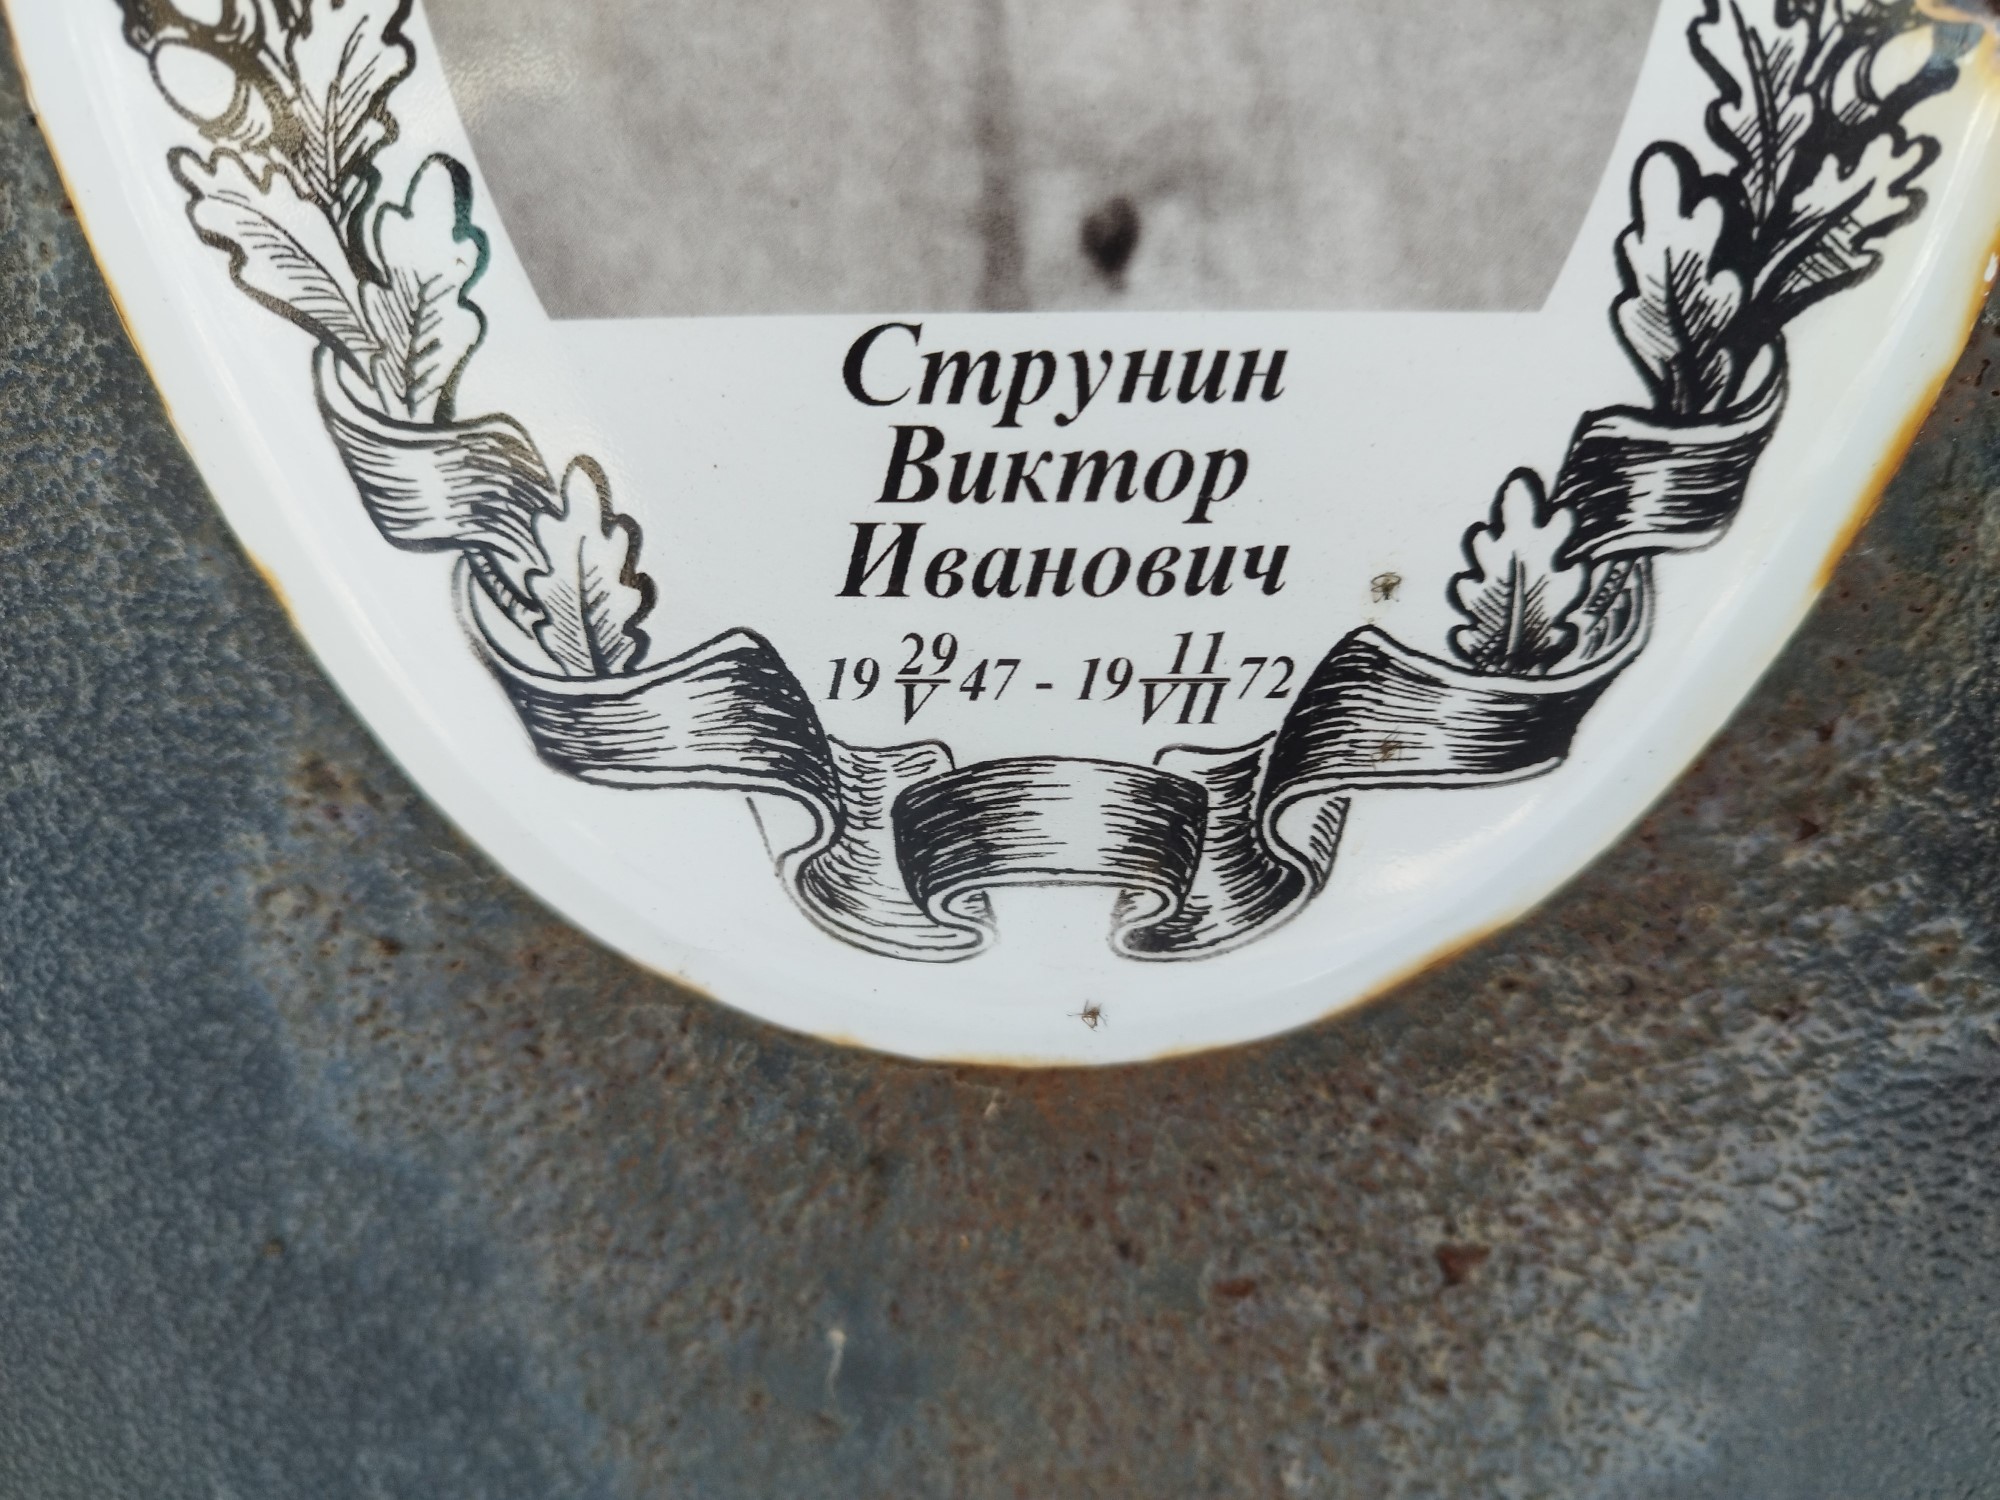 Струнин
Виктор
Иванович
19 29/V 47 - 19 11/VII 72